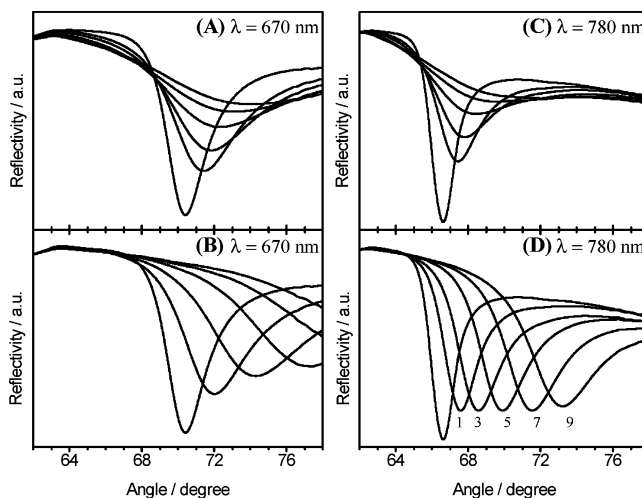 (A) λ = 670 nm
(C) λ = 780 nm
Reflectivity / a.u.
Reflectivity / a.u.
(B) λ = 670 nm
(D) λ = 780 nm
Reflectivity / a.u.
Reflectivity / a.u.
1 3 5 7 9
64 68 72 76
64 68 72 76
Angle / degree
Angle / degree